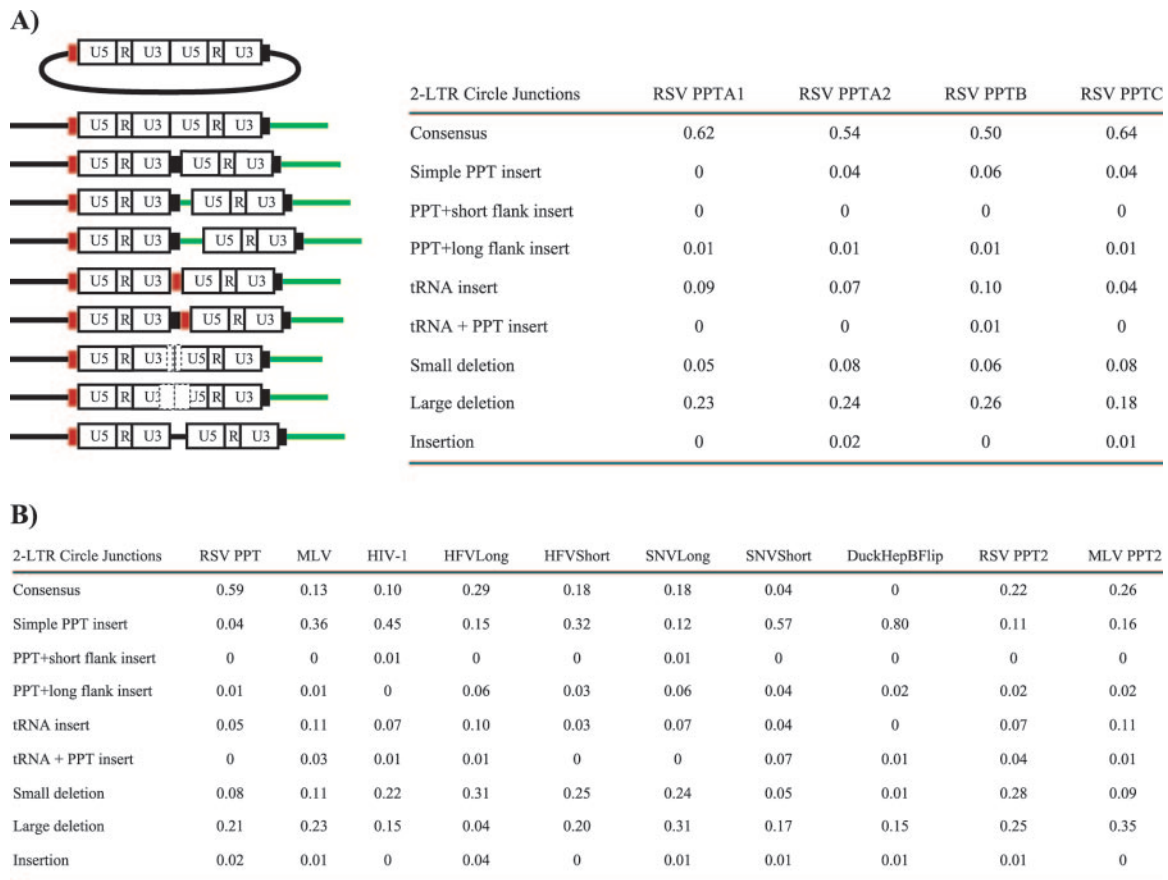 A)
U5 R U3 U5 R U3
U5 R U3 U5 R U3
U5 R U3 U5 R U3
U5 R U3 U5 R U3
U5 R U3 U5 R U3
U5 R U3 U5 R U3
U5 R U3 U5 R U3
U5 R U3 U5 R U3
U5 R U3 U5 R U3
U5 R U3 U5 R U3
2-LTR Circle Junctions RSV PPTA1 RSV PPTA2 RSV PPTB RSV PPTC
Consensus 0.62 0.54 0.50 0.64
Simple PPT insert 0 0.04 0.06 0.04
PPT+short flank insert 0 0 0 0
PPT+long flank insert 0.01 0.01 0.01 0.01
tRNA insert 0.09 0.07 0.10 0.04
tRNA + PPT insert 0 0 0.01 0
Small deletion 0.05 0.08 0.06 0.08
Large deletion 0.23 0.24 0.26 0.18
Insertion 0 0.02 0 0.01
B)
2-LTR Circle Junctions RSV PPT MLV HIV-1 HFVLong HFVShort SNVLong SNVShort DuckHepBFlip RSV PPT2 MLV PPT2
Consensus 0.59 0.13 0.10 0.29 0.18 0.18 0.04 0 0.22 0.26
Simple PPT insert 0.04 0.36 0.45 0.15 0.32 0.12 0.57 0.80 0.11 0.16
PPT+short flank insert 0 0 0.01 0 0 0.01 0 0 0 0
PPT+long flank insert 0.01 0.01 0 0.06 0.03 0.06 0.04 0.02 0.02 0.02
tRNA insert 0.05 0.11 0.07 0.10 0.03 0.07 0.04 0 0.07 0.11
tRNA + PPT insert 0 0.03 0.01 0.01 0 0 0.07 0.01 0.04 0.01
Small deletion 0.08 0.11 0.22 0.31 0.25 0.24 0.05 0.01 0.28 0.09
Large deletion 0.21 0.23 0.15 0.04 0.20 0.31 0.17 0.15 0.25 0.35
Insertion 0.02 0.01 0 0.04 0 0.01 0.01 0.01 0.01 0